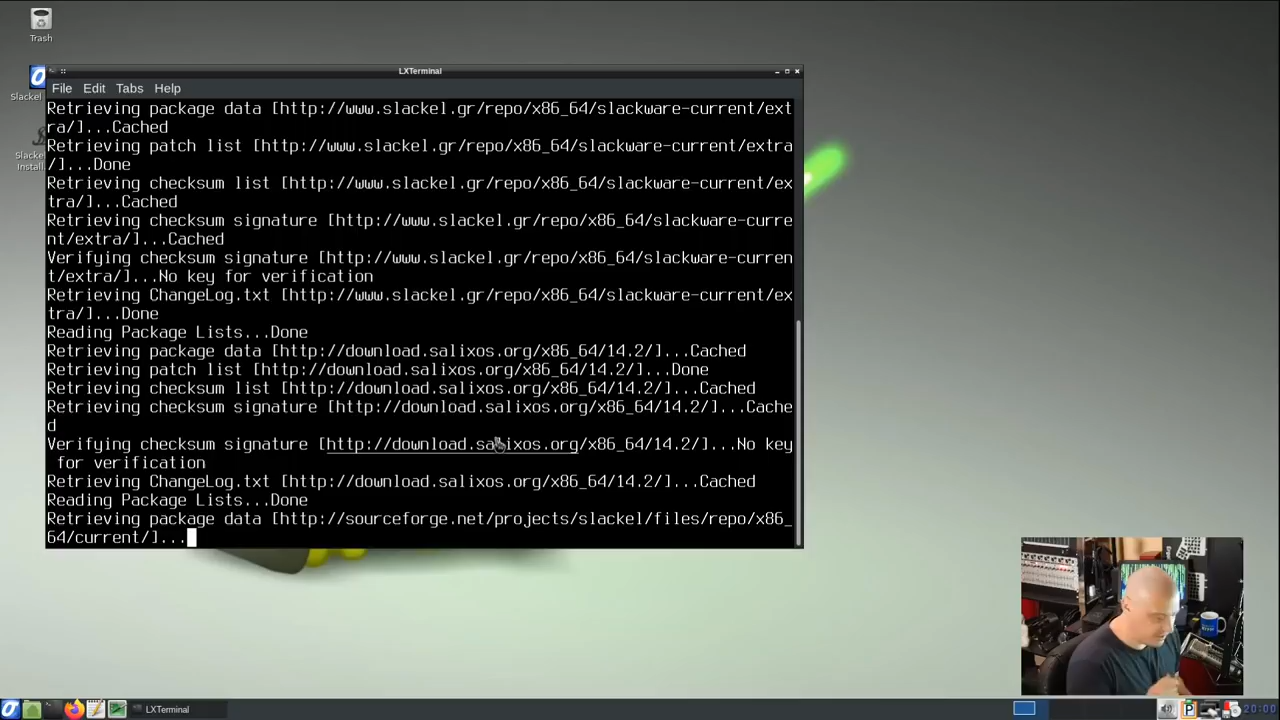 Trash
Slackel
Slackel
Install
LXTerminal
File Edit Tabs Help
Retrieving package data [http://www.slackel.gr/repo/x86_64/slackware-current/ext
ra/]...Cached
Retrieving patch list [http://www.slackel.gr/repo/x86_64/slackware-current/extra
/]...Done
Retrieving checksum list [http://www.slackel.gr/repo/x86_64/slackware-current/ex
tra/]...Cached
Retrieving checksum signature [http://www.slackel.gr/repo/x86_64/slackware-curre
nt/extra/]...Cached
Verifying checksum signature [http://www.slackel.gr/repo/x86_64/slackware-curren
t/extra/]...No key for verification
Retrieving ChangeLog.txt [http://www.slackel.gr/repo/x86_64/slackware-current/ex
tra/]...Done
Reading Package Lists...Done
Retrieving package data [http://download.salixos.org/x86_64/14.2/]...Cached
Retrieving patch list [http://download.salixos.org/x86_64/14.2/]...Done
Retrieving checksum list [http://download.salixos.org/x86_64/14.2/]...Cached
Retrieving checksum signature [http://download.salixos.org/x86_64/14.2/]...Cache
d
Verifying checksum signature [http://download.salixos.org/x86_64/14.2/]...No key
for verification
Retrieving ChangeLog.txt [http://download.salixos.org/x86_64/14.2/]...Cached
Reading Package Lists...Done
Retrieving package data [http://sourceforge.net/projects/slackel/files/repo/x86_
64/current/]...
LXTerminal
20:00